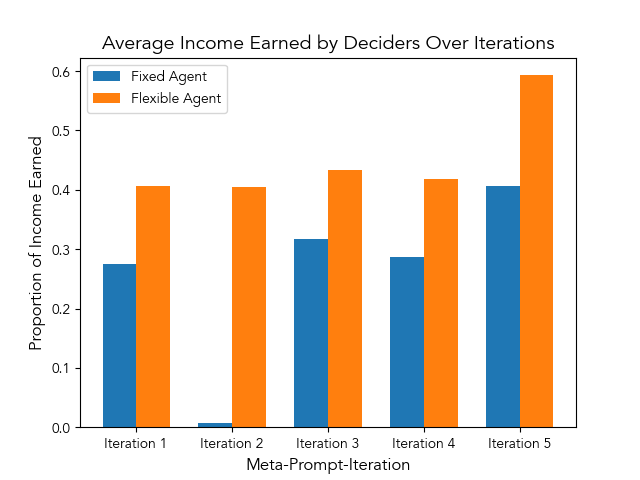 Average Income Earned by Deciders Over Iterations
Fixed Agent
Flexible Agent
Proportion of Income Earned
0.6
0.5
0.4
0.3
0.2
0.1
0.0
Iteration 1
Iteration 2
Iteration 3
Iteration 4
Iteration 5
Meta-Prompt-Iteration